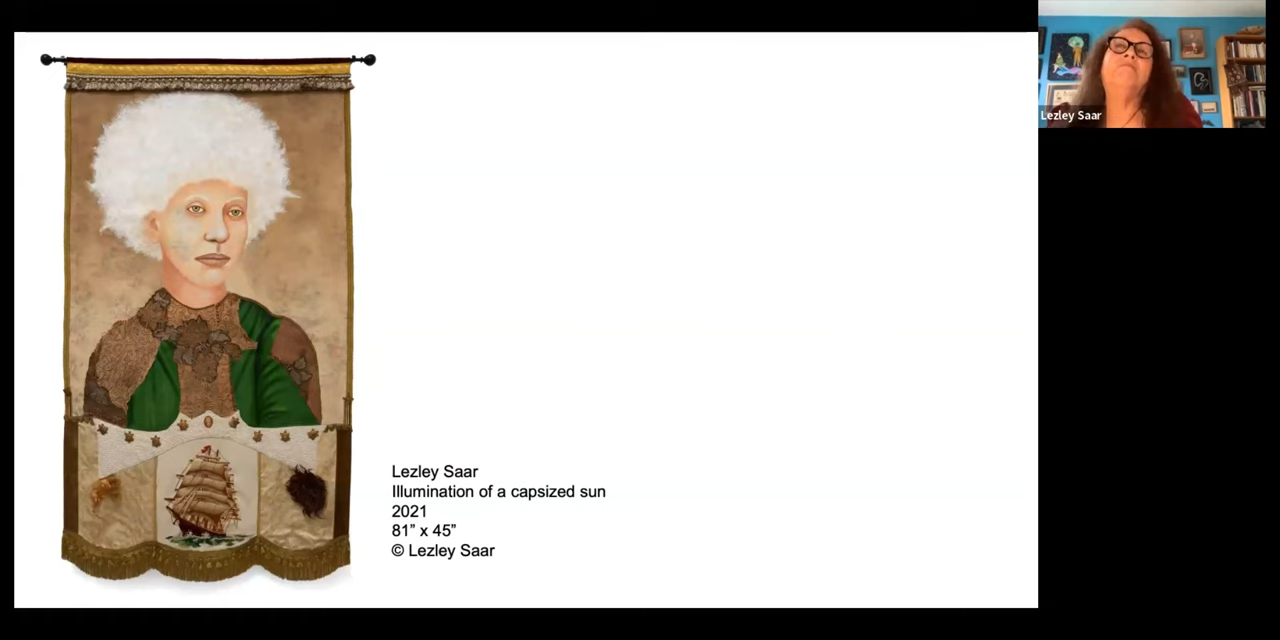 Lezley Saar
Lezley Saar
Illumination of a capsized sun
2021
81” x 45”
© Lezley Saar